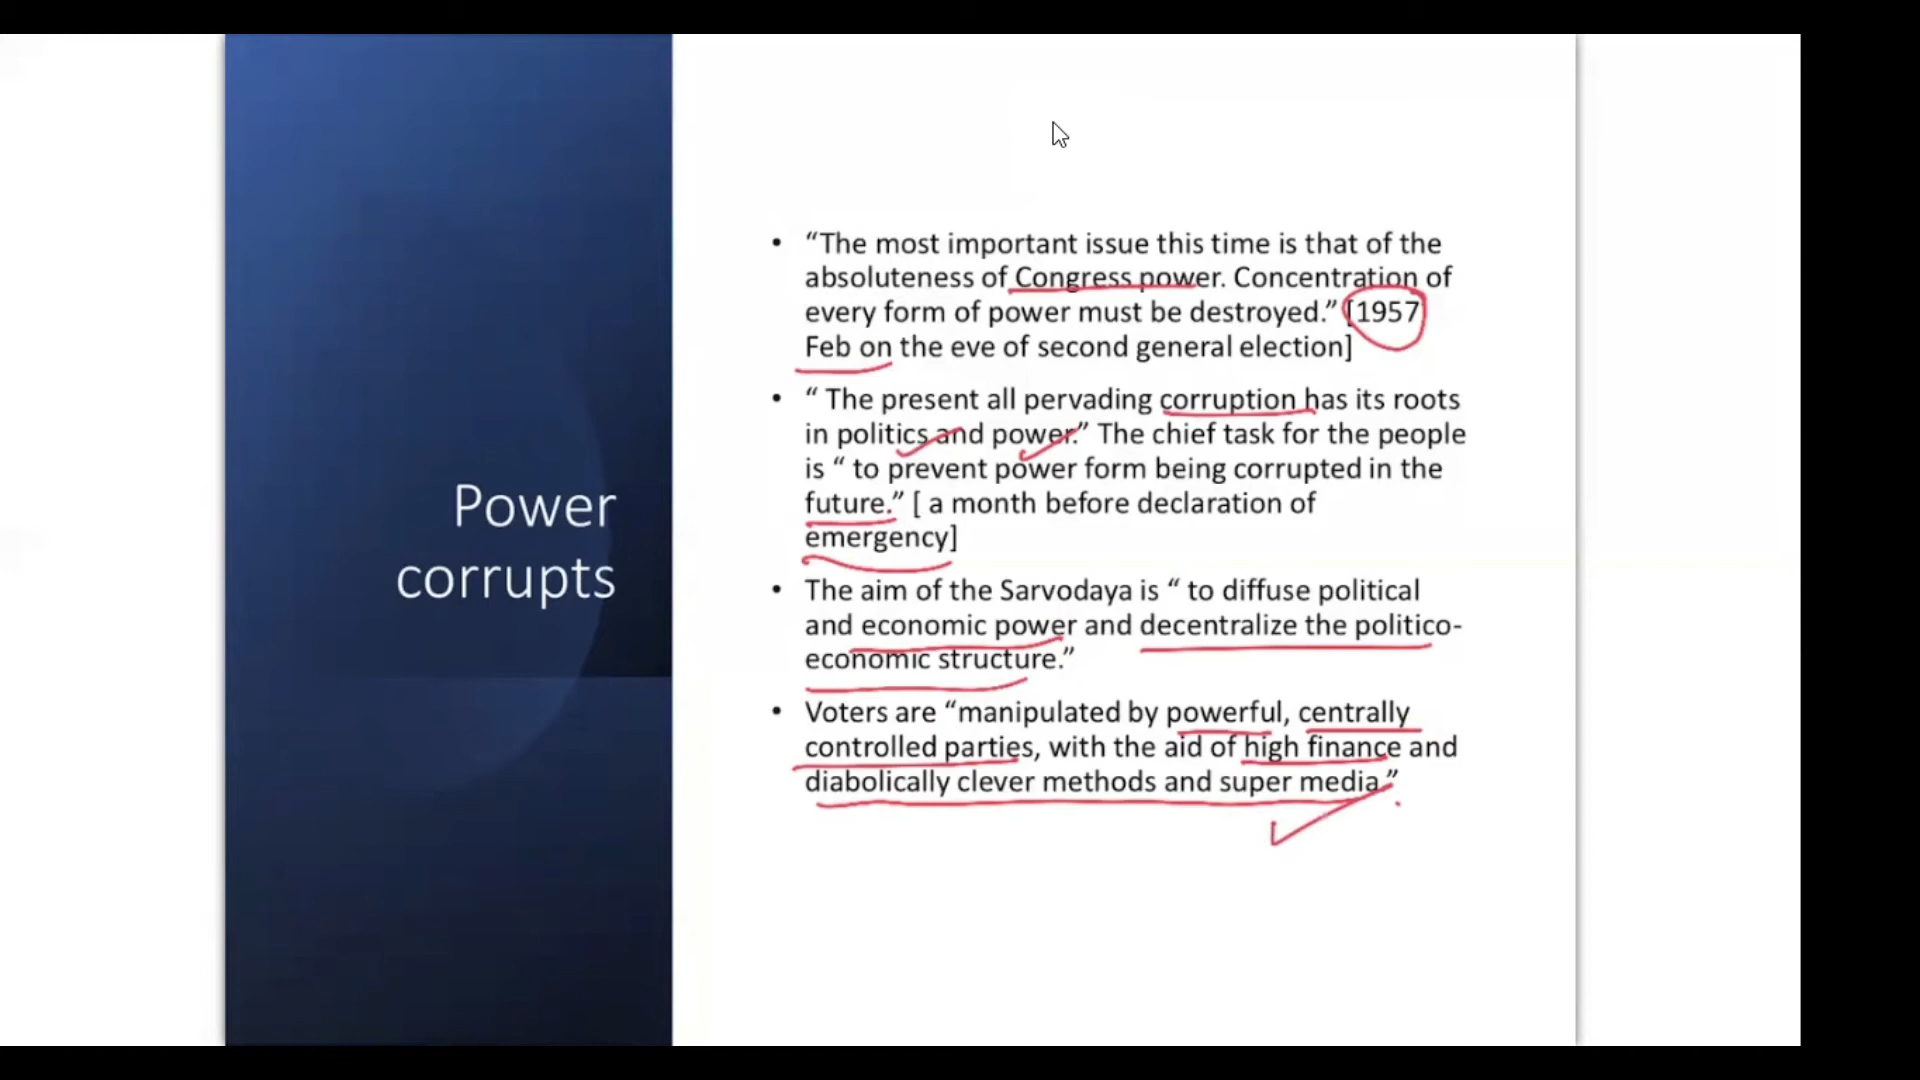 Power
corrupts
• “The most important issue this time is that of the
absoluteness of Congress power. Concentration of
every form of power must be destroyed.” [1957
Feb on the eve of second general election]
• “ The present all pervading corruption has its roots
in politics and power.” The chief task for the people
is “ to prevent power form being corrupted in the
future.” [ a month before declaration of
emergency]
• The aim of the Sarvodaya is “ to diffuse political
and economic power and decentralize the politico-
economic structure.”
• Voters are “manipulated by powerful, centrally
controlled parties, with the aid of high finance and
diabolically clever methods and super media.”